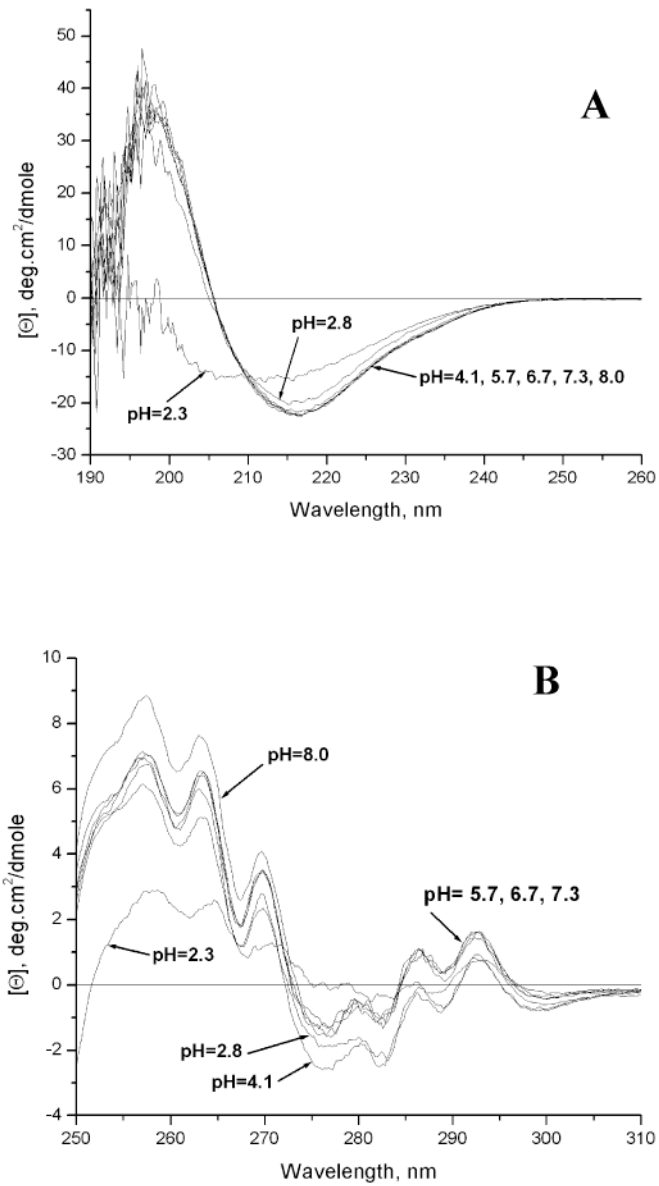 A
[Θ], deg.cm²/dmole
50
40
30
20
10
0
-10
-20
-30
pH=2.8
pH=2.3
pH=4.1, 5.7, 6.7, 7.3, 8.0
190 200 210 220 230 240 250 260
Wavelength, nm
B
[Θ], deg.cm²/dmole
10
8
6
4
2
0
-2
-4
pH=8.0
pH= 5.7, 6.7, 7.3
pH=2.3
pH=2.8
pH=4.1
250 260 270 280 290 300 310
Wavelength, nm